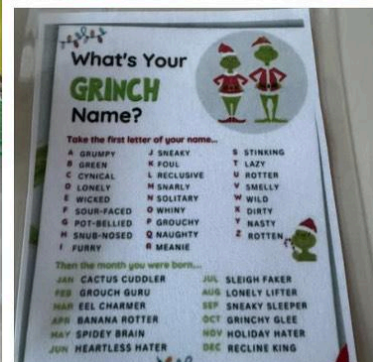 What's Your
GRINCH
Name?
Take the first letter of your name...
A GRUMPY
B GREEN
C CYNICAL
D LONELY
E WICKED
F SOUR-FACED
G POT-BELLIED
H SNUB-NOSED
I FURRY
J SNEAKY
K FOUL
L RECLUSIVE
M SNARLY
N SOLITARY
O WHINY
P GROUCHY
Q NAUGHTY
R MEANIE
S STINKING
T LAZY
U ROTTER
V SMELLY
W WILD
X DIRTY
Y NASTY
Z ROTTEN
Then the month you were born...
JAN CACTUS CUDDLER
FEB GROUCH GURU
MAR EEL CHARMER
APR BANANA ROTTER
MAY SPIDEY BRAIN
JUN HEARTLESS HATER
JUL SLEIGH FAKER
AUG LONELY LIFTER
SEP SNEAKY SLEEPER
OCT GRINCHY GLEE
NOV HOLIDAY HATER
DEC RECLINE KING